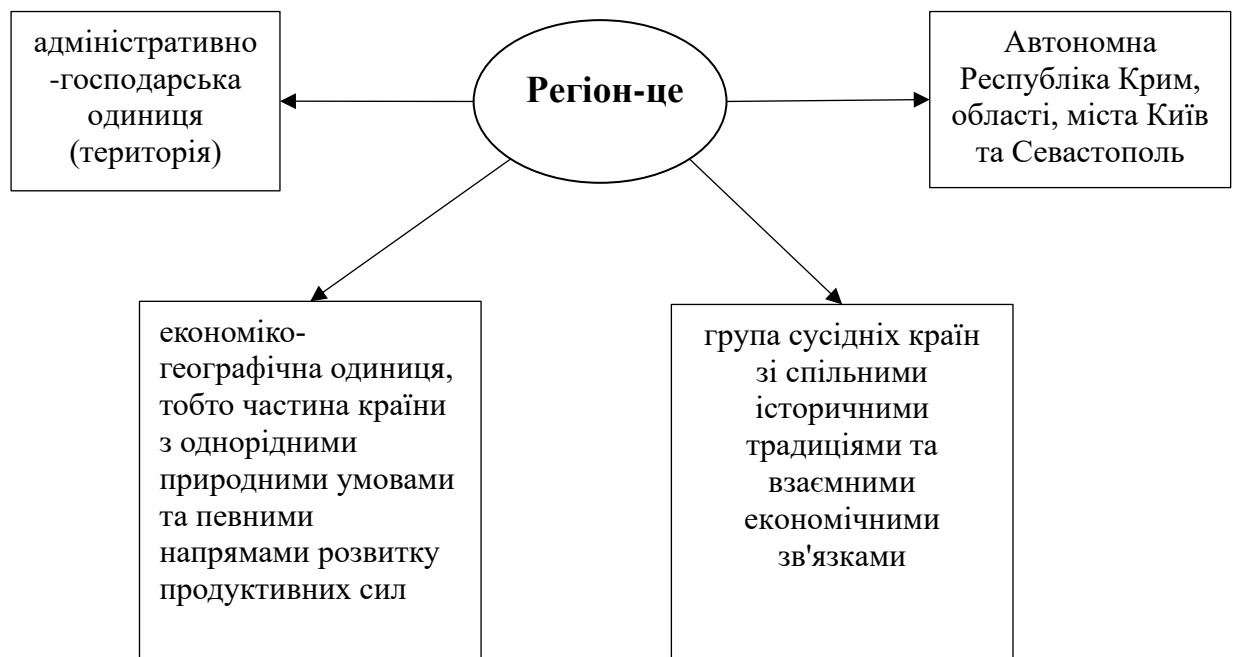 Регіон-це
адміністративно
-господарська
одиниця
(територія)
Автономна
Республіка Крим,
області, міста Київ
та Севастополь
економіко-
географічна одиниця,
тобто частина країни
з однорідними
природними умовами
та певними
напрямами розвитку
продуктивних сил
група сусідніх країн
зі спільними
історичними
традиціями та
взаємними
економічними
зв'язками